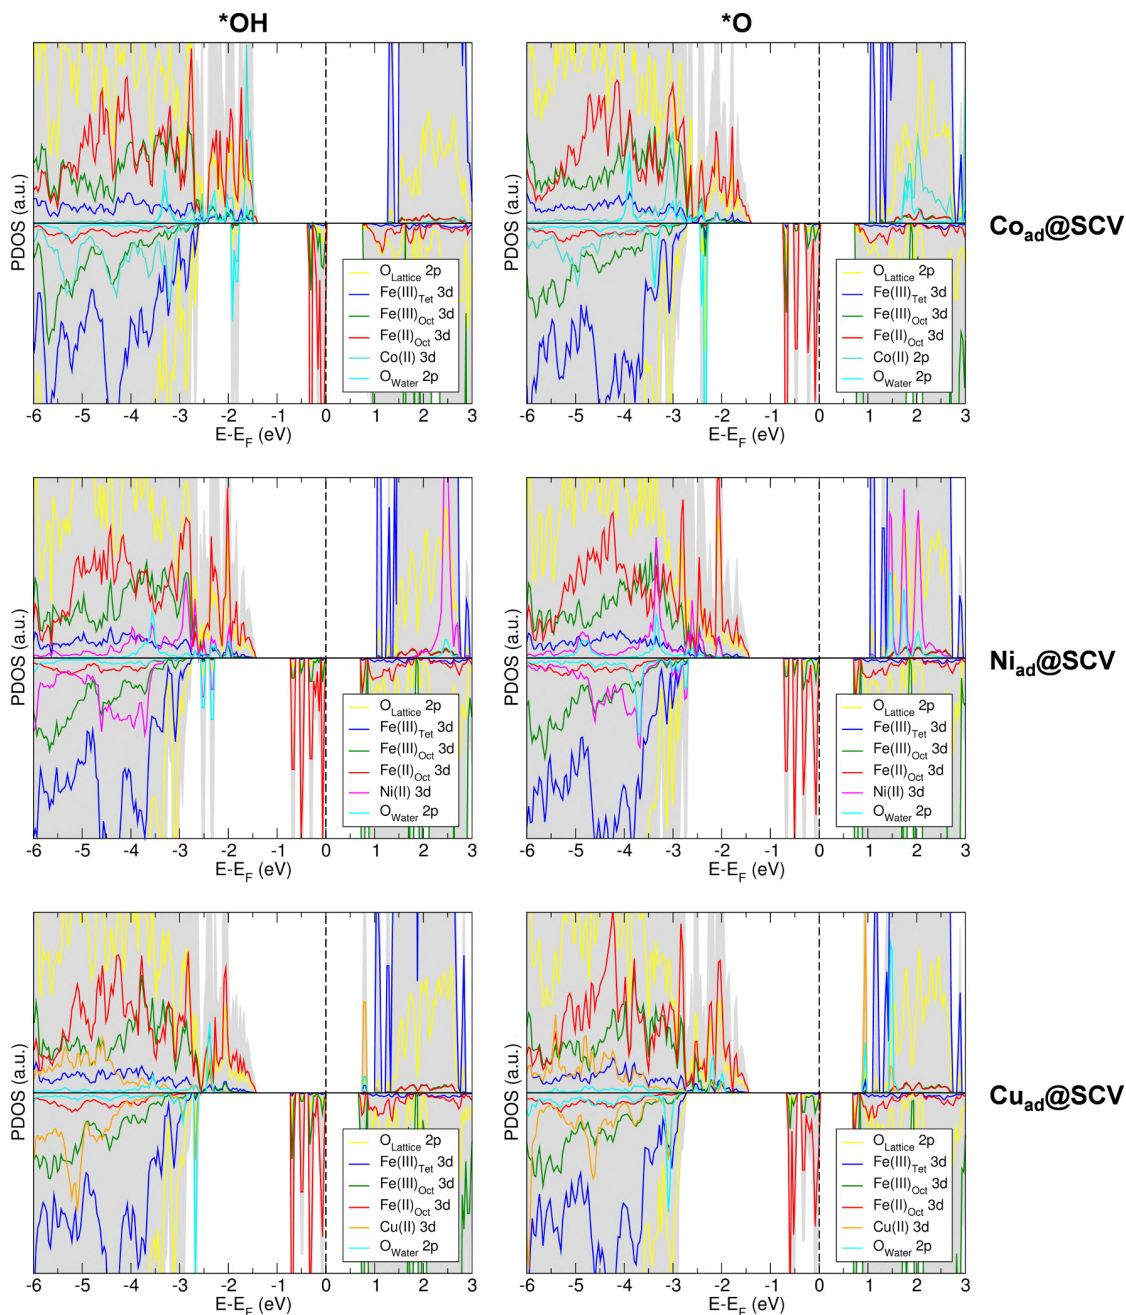 *OH
*O
PDOS (a.u.)
O_Lattice 2p
Fe(III)_Tet 3d
Fe(III)_Oct 3d
Fe(II)_Oct 3d
Co(II) 3d
O_Water 2p
-6 -5 -4 -3 -2 -1 0 1 2 3
E-E_F (eV)
PDOS (a.u.)
O_Lattice 2p
Fe(III)_Tet 3d
Fe(III)_Oct 3d
Fe(II)_Oct 3d
Co(II) 2p
O_Water 2p
-6 -5 -4 -3 -2 -1 0 1 2 3
E-E_F (eV)
Co_ad@SCV
PDOS (a.u.)
O_Lattice 2p
Fe(III)_Tet 3d
Fe(III)_Oct 3d
Fe(II)_Oct 3d
Ni(II) 3d
O_Water 2p
-6 -5 -4 -3 -2 -1 0 1 2 3
E-E_F (eV)
PDOS (a.u.)
O_Lattice 2p
Fe(III)_Tet 3d
Fe(III)_Oct 3d
Fe(II)_Oct 3d
Ni(II) 3d
O_Water 2p
-6 -5 -4 -3 -2 -1 0 1 2 3
E-E_F (eV)
Ni_ad@SCV
PDOS (a.u.)
O_Lattice 2p
Fe(III)_Tet 3d
Fe(III)_Oct 3d
Fe(II)_Oct 3d
Cu(II) 3d
O_Water 2p
-6 -5 -4 -3 -2 -1 0 1 2 3
E-E_F (eV)
PDOS (a.u.)
O_Lattice 2p
Fe(III)_Tet 3d
Fe(III)_Oct 3d
Fe(II)_Oct 3d
Cu(II) 3d
O_Water 2p
-6 -5 -4 -3 -2 -1 0 1 2 3
E-E_F (eV)
Cu_ad@SCV